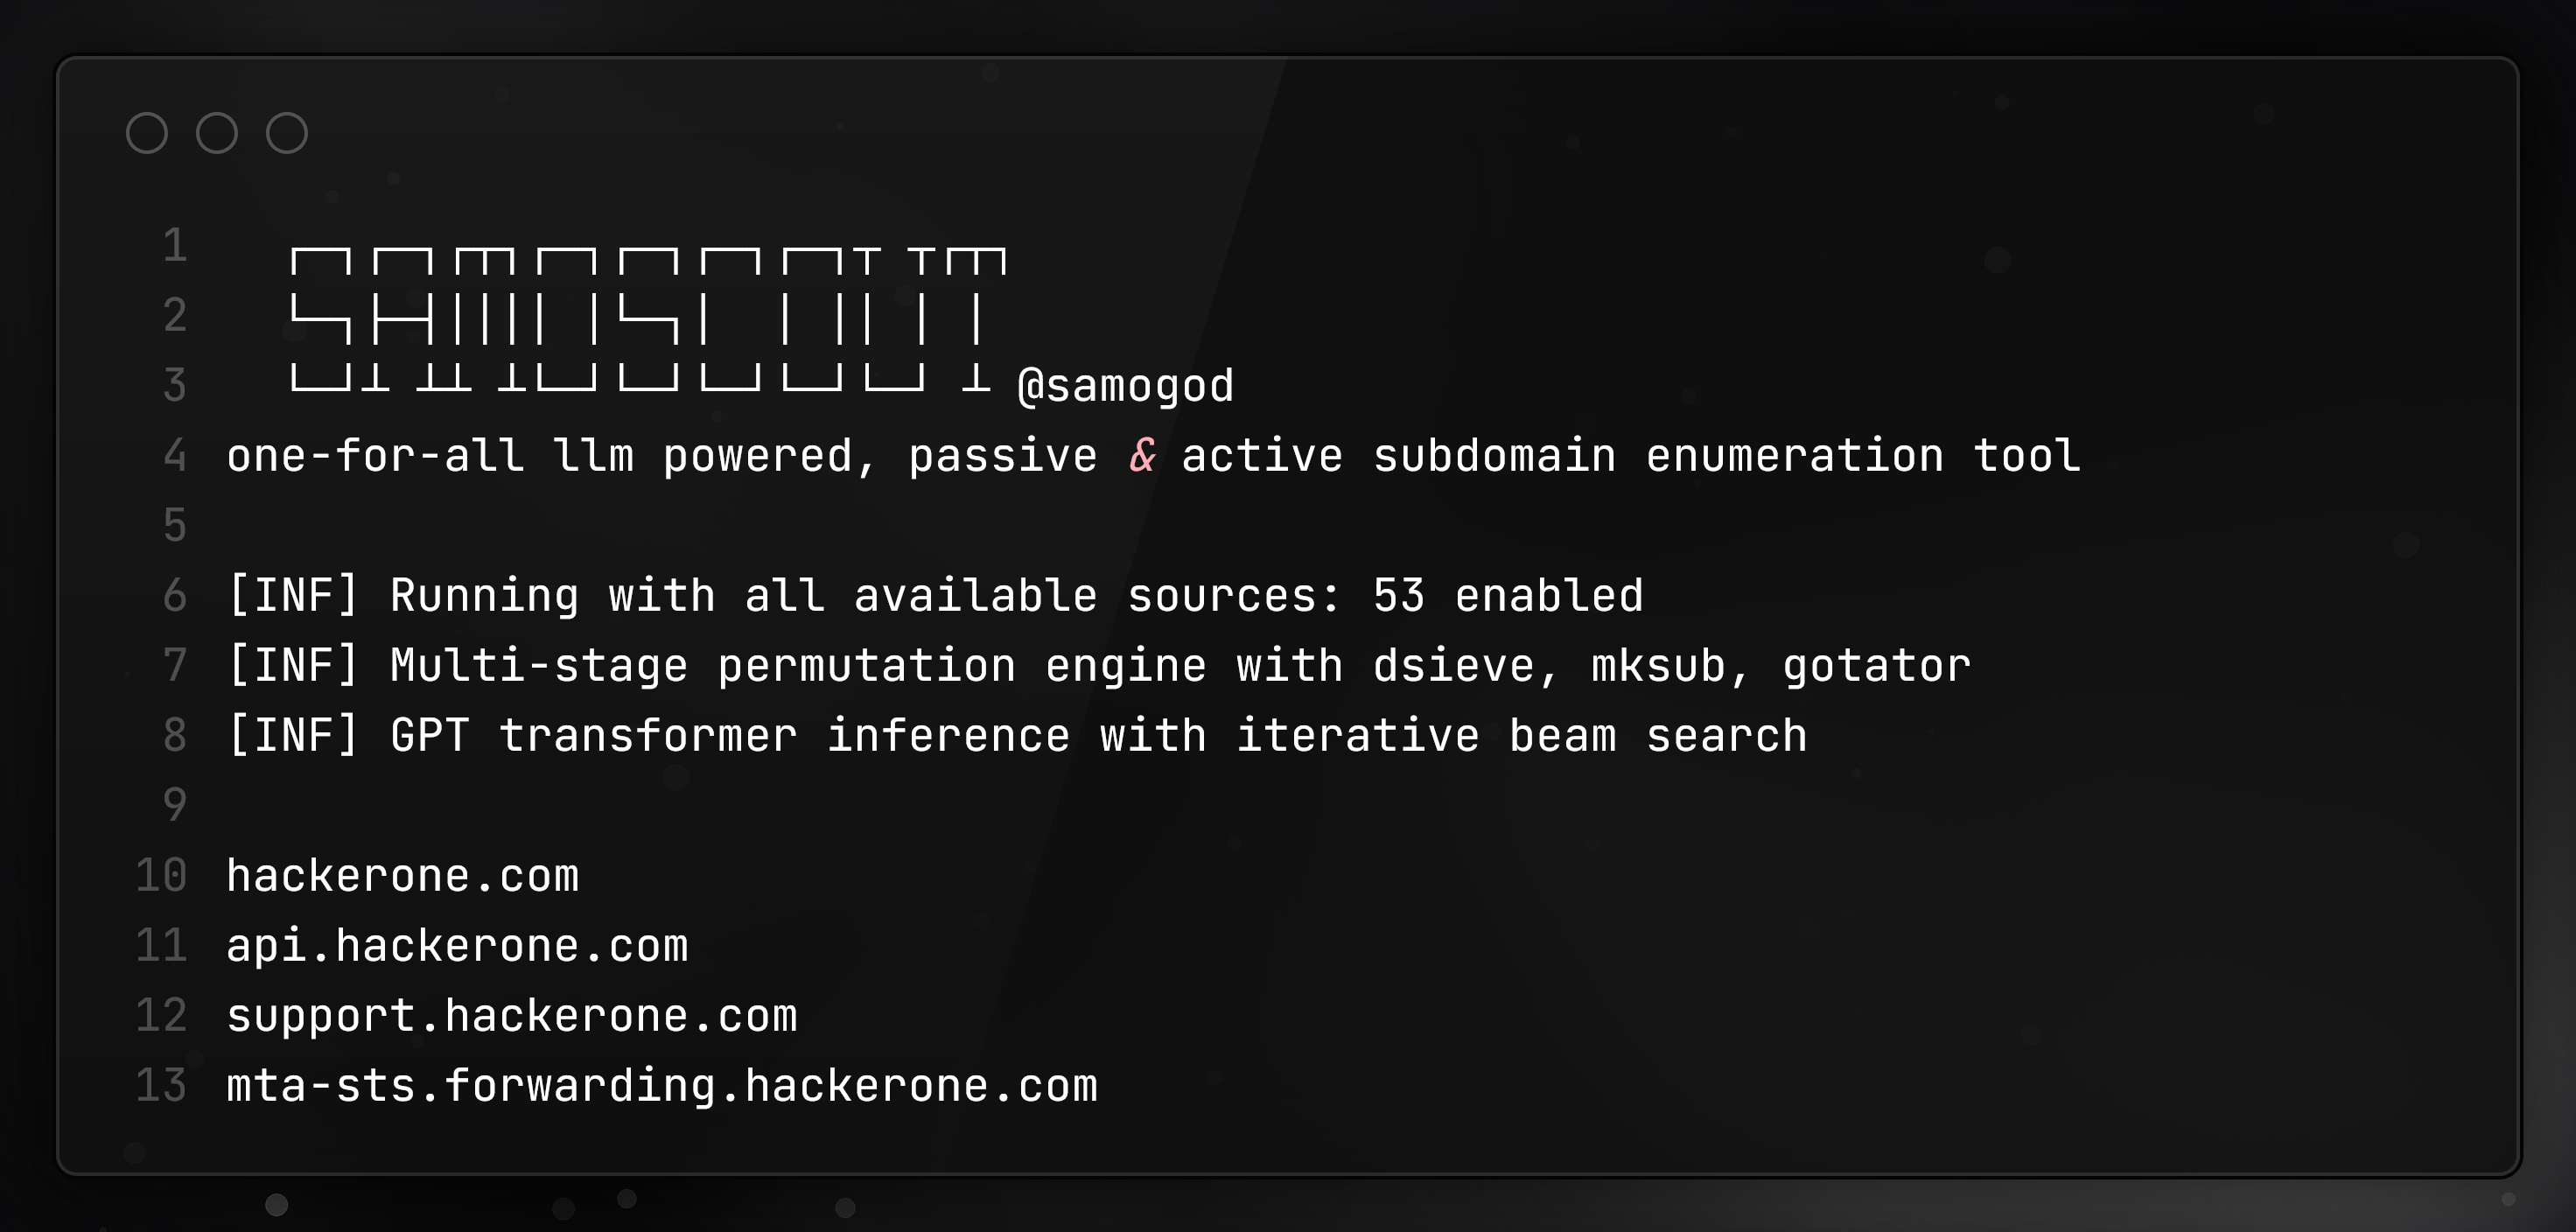 1 ┌─┐┌─┐┌┬┐┌─┐┌─┐┌─┐┌─┐┬ ┬┌┬┐
2 └─┐├─┤││││ │└─┐│  │ ││ │ │
3 └─┘┴ ┴┴ ┴└─┘└─┘└─┘└─┘└─┘ ┴ @samogod
4 one-for-all llm powered, passive & active subdomain enumeration tool
5
6 [INF] Running with all available sources: 53 enabled
7 [INF] Multi-stage permutation engine with dsieve, mksub, gotator
8 [INF] GPT transformer inference with iterative beam search
9
10 hackerone.com
11 api.hackerone.com
12 support.hackerone.com
13 mta-sts.forwarding.hackerone.com